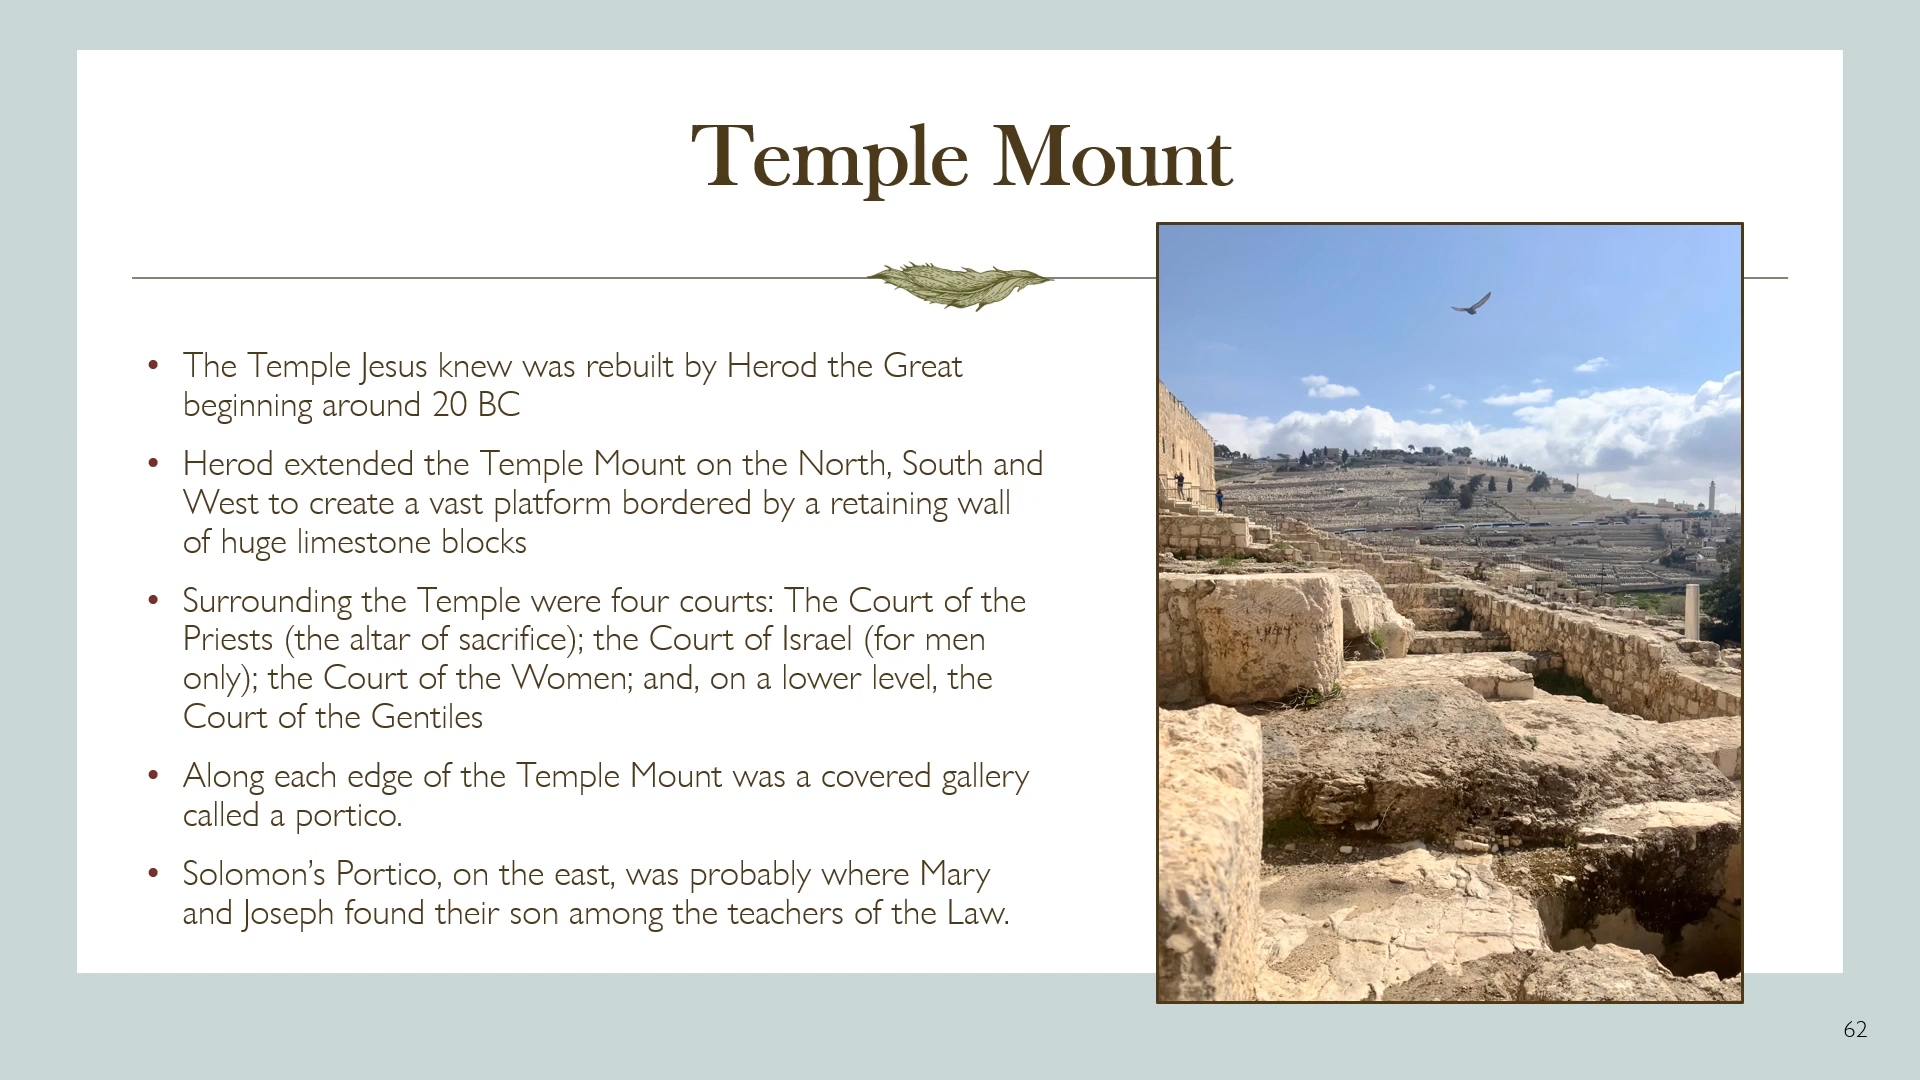 Temple Mount
• The Temple Jesus knew was rebuilt by Herod the Great
beginning around 20 BC
• Herod extended the Temple Mount on the North, South and
West to create a vast platform bordered by a retaining wall
of huge limestone blocks
• Surrounding the Temple were four courts: The Court of the
Priests (the altar of sacrifice); the Court of Israel (for men
only); the Court of the Women; and, on a lower level, the
Court of the Gentiles
• Along each edge of the Temple Mount was a covered gallery
called a portico.
• Solomon’s Portico, on the east, was probably where Mary
and Joseph found their son among the teachers of the Law.
62